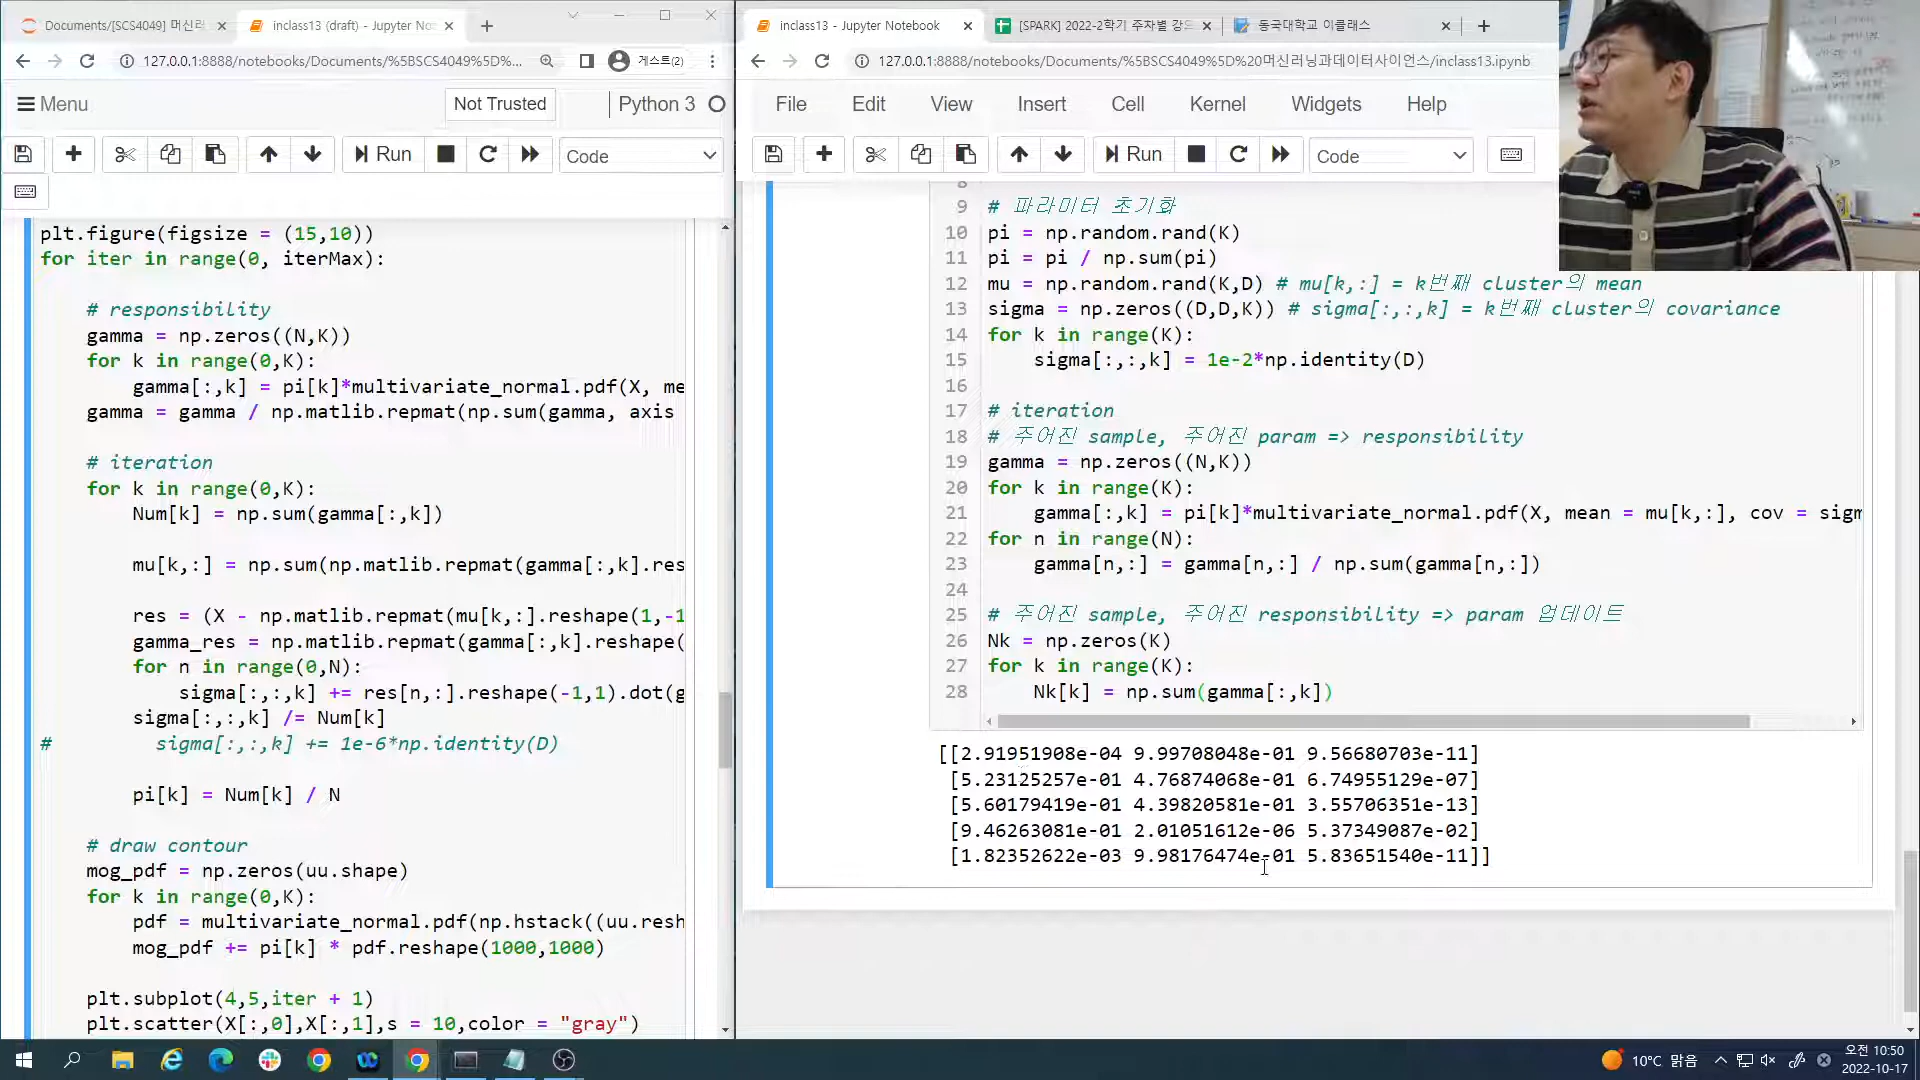 Documents/[SCS4049] 머신러
inclass13 (draft) - Jupyter No
127.0.0.1:8888/notebooks/Documents/%5BSCS4049%5D%...
게스트(2)
Menu
Not Trusted
Python 3
Run
Code
plt.figure(figsize = (15,10))
for iter in range(0, iterMax):
# responsibility
gamma = np.zeros((N,K))
for k in range(0,K):
gamma[:,k] = pi[k]*multivariate_normal.pdf(X, me
gamma = gamma / np.matlib.repmat(np.sum(gamma, axis
# iteration
for k in range(0,K):
Num[k] = np.sum(gamma[:,k])
mu[k,:] = np.sum(np.matlib.repmat(gamma[:,k].res
res = (X - np.matlib.repmat(mu[k,:].reshape(1,-1
gamma_res = np.matlib.repmat(gamma[:,k].reshape(
for n in range(0,N):
sigma[:,:,k] += res[n,:].reshape(-1,1).dot(g
sigma[:,:,k] /= Num[k]
# sigma[:,:,k] += 1e-6*np.identity(D)
pi[k] = Num[k] / N
# draw contour
mog_pdf = np.zeros(uu.shape)
for k in range(0,K):
pdf = multivariate_normal.pdf(np.hstack((uu.resh
mog_pdf += pi[k] * pdf.reshape(1000,1000)
plt.subplot(4,5,iter + 1)
plt.scatter(X[:,0],X[:,1],s = 10,color = "gray")
inclass13 - Jupyter Notebook
[SPARK] 2022-2학기 주차별 강의
동국대학교 이클래스
127.0.0.1:8888/notebooks/Documents/%5BSCS4049%5D%20머신러닝과데이터사이언스/inclass13.ipynb
File Edit View Insert Cell Kernel Widgets Help
Run
Code
8
9 # 파라미터 초기화
10 pi = np.random.rand(K)
11 pi = pi / np.sum(pi)
12 mu = np.random.rand(K,D) # mu[k,:] = k번째 cluster의 mean
13 sigma = np.zeros((D,D,K)) # sigma[:,:,k] = k번째 cluster의 covariance
14 for k in range(K):
15 sigma[:,:,k] = 1e-2*np.identity(D)
16
17 # iteration
18 # 주어진 sample, 주어진 param => responsibility
19 gamma = np.zeros((N,K))
20 for k in range(K):
21 gamma[:,k] = pi[k]*multivariate_normal.pdf(X, mean = mu[k,:], cov = sigm
22 for n in range(N):
23 gamma[n,:] = gamma[n,:] / np.sum(gamma[n,:])
24
25 # 주어진 sample, 주어진 responsibility => param 업데이트
26 Nk = np.zeros(K)
27 for k in range(K):
28 Nk[k] = np.sum(gamma[:,k])
[[2.91951908e-04 9.99708048e-01 9.56680703e-11]
[5.23125257e-01 4.76874068e-01 6.74955129e-07]
[5.60179419e-01 4.39820581e-01 3.55706351e-13]
[9.46263081e-01 2.01051612e-06 5.37349087e-02]
[1.82352622e-03 9.98176474e-01 5.83651540e-11]]
10°C 맑음
오전 10:50
2022-10-17